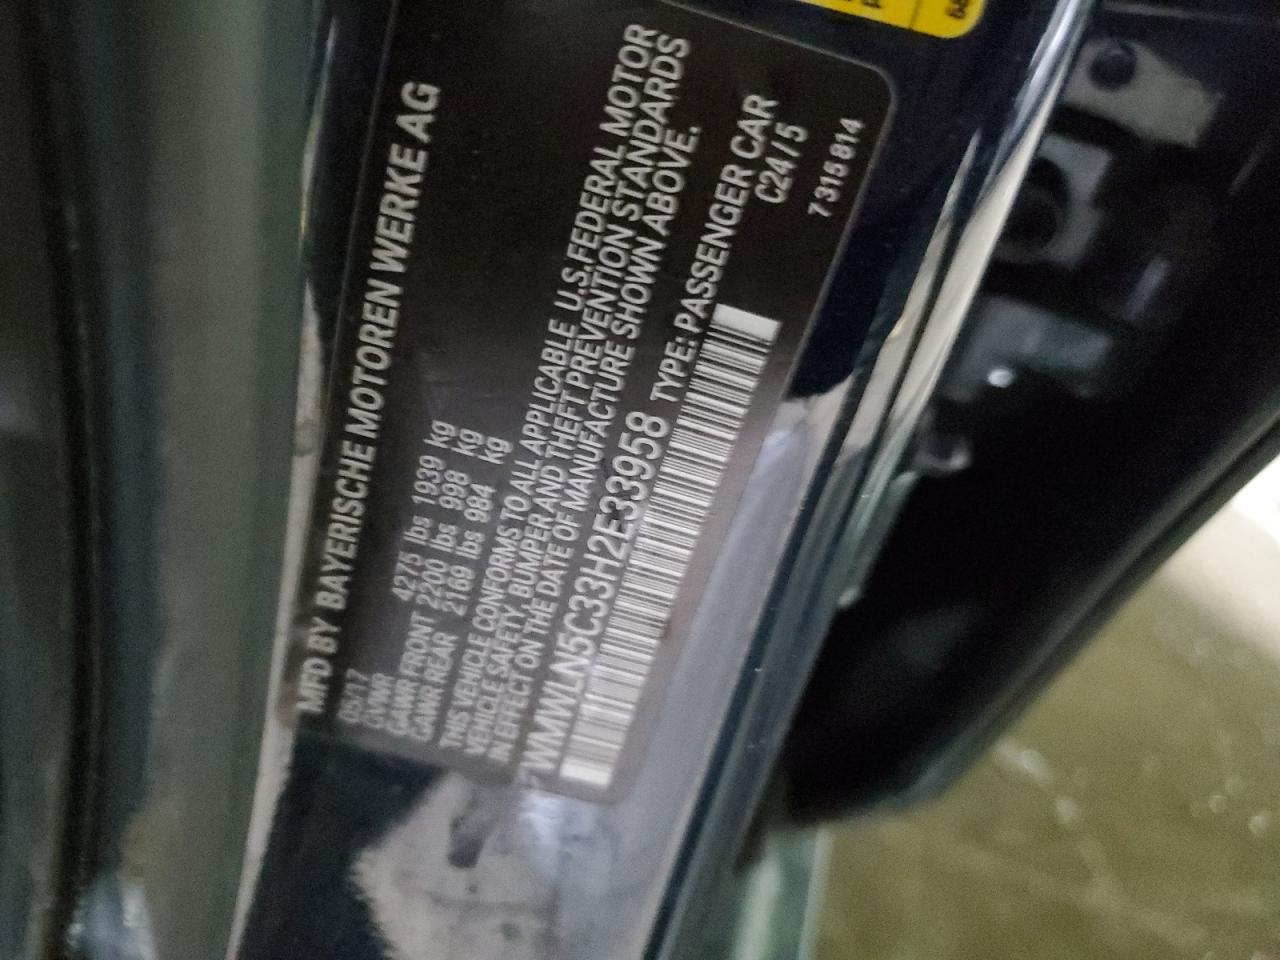 MFD BY BAYERISCHE MOTOREN WERKE AG
05/17
GVWR 4275 lbs 1939 kg
GAWR FRONT 2200 lbs 998 kg
GAWR REAR 2169 lbs 984 kg
THIS VEHICLE CONFORMS TO ALL APPLICABLE U.S. FEDERAL MOTOR
VEHICLE SAFETY, BUMPER AND THEFT PREVENTION STANDARDS
IN EFFECT ON THE DATE OF MANUFACTURE SHOWN ABOVE.
WMWLN5C33H2E33958 TYPE: PASSENGER CAR
C24/5
7 315 814